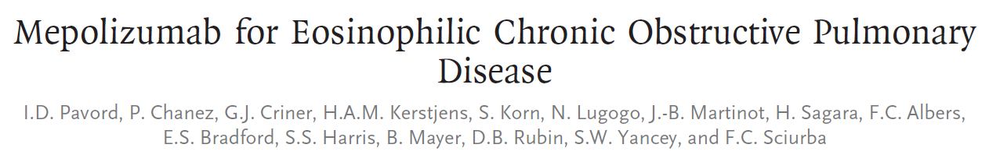 Mepolizumab for Eosinophilic Chronic Obstructive Pulmonary
Disease
I.D. Pavord, P. Chanez, G.J. Criner, H.A.M. Kerstjens, S. Korn, N. Lugogo, J.-B. Martinot, H. Sagara, F.C. Albers,
E.S. Bradford, S.S. Harris, B. Mayer, D.B. Rubin, S.W. Yancey, and F.C. Sciurba